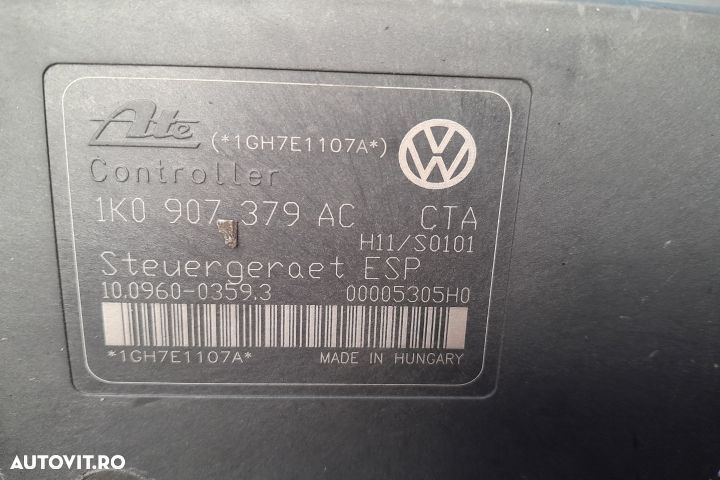 Ate (*1GH7E1107A*)
Controller
1K0 907 379 AC CTA
H11/S0101
Steuergeraet ESP
10.0960-0359.3 00005305H0
*1GH7E1107A* MADE IN HUNGARY
AUTOVIT.RO